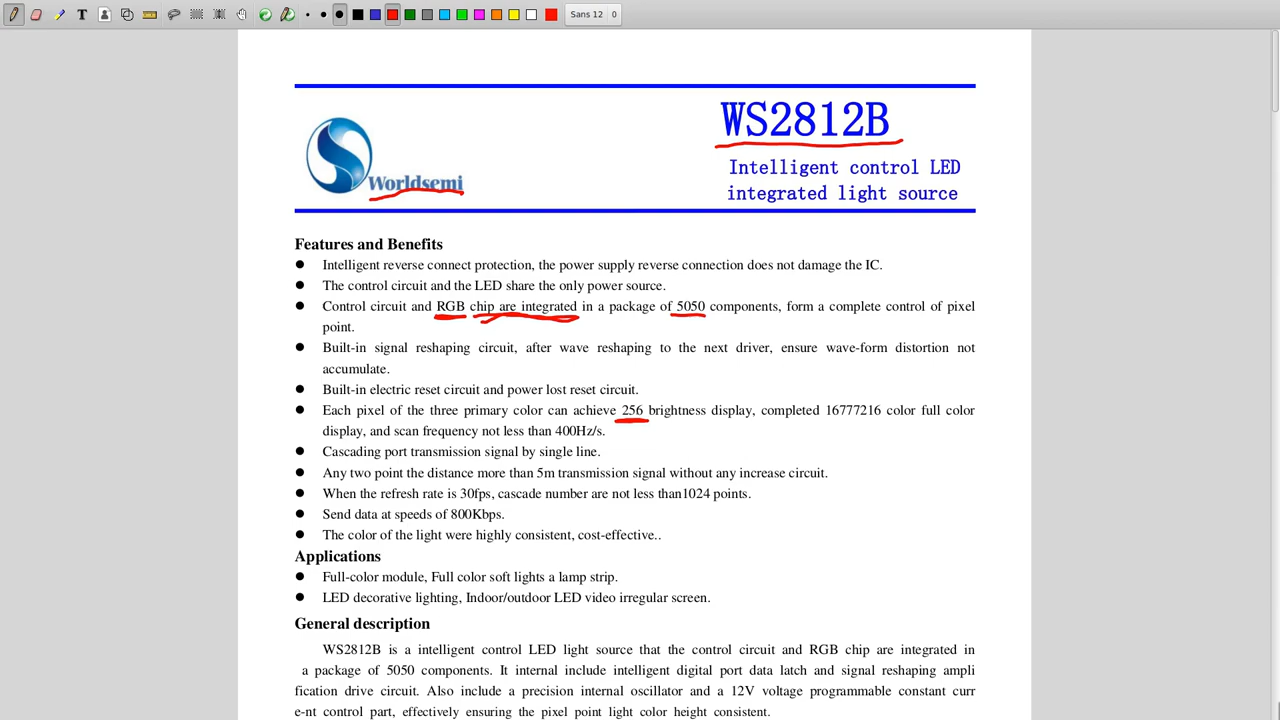 Sans 12 0
WS2812B
Worldsemi
Intelligent control LED
integrated light source
Features and Benefits
● Intelligent reverse connect protection, the power supply reverse connection does not damage the IC.
● The control circuit and the LED share the only power source.
● Control circuit and RGB chip are integrated in a package of 5050 components, form a complete control of pixel
point.
● Built-in signal reshaping circuit, after wave reshaping to the next driver, ensure wave-form distortion not
accumulate.
● Built-in electric reset circuit and power lost reset circuit.
● Each pixel of the three primary color can achieve 256 brightness display, completed 16777216 color full color
display, and scan frequency not less than 400Hz/s.
● Cascading port transmission signal by single line.
● Any two point the distance more than 5m transmission signal without any increase circuit.
● When the refresh rate is 30fps, cascade number are not less than1024 points.
● Send data at speeds of 800Kbps.
● The color of the light were highly consistent, cost-effective..
Applications
● Full-color module, Full color soft lights a lamp strip.
● LED decorative lighting, Indoor/outdoor LED video irregular screen.
General description
WS2812B is a intelligent control LED light source that the control circuit and RGB chip are integrated in
a package of 5050 components. It internal include intelligent digital port data latch and signal reshaping ampli
fication drive circuit. Also include a precision internal oscillator and a 12V voltage programmable constant curr
e-nt control part, effectively ensuring the pixel point light color height consistent.